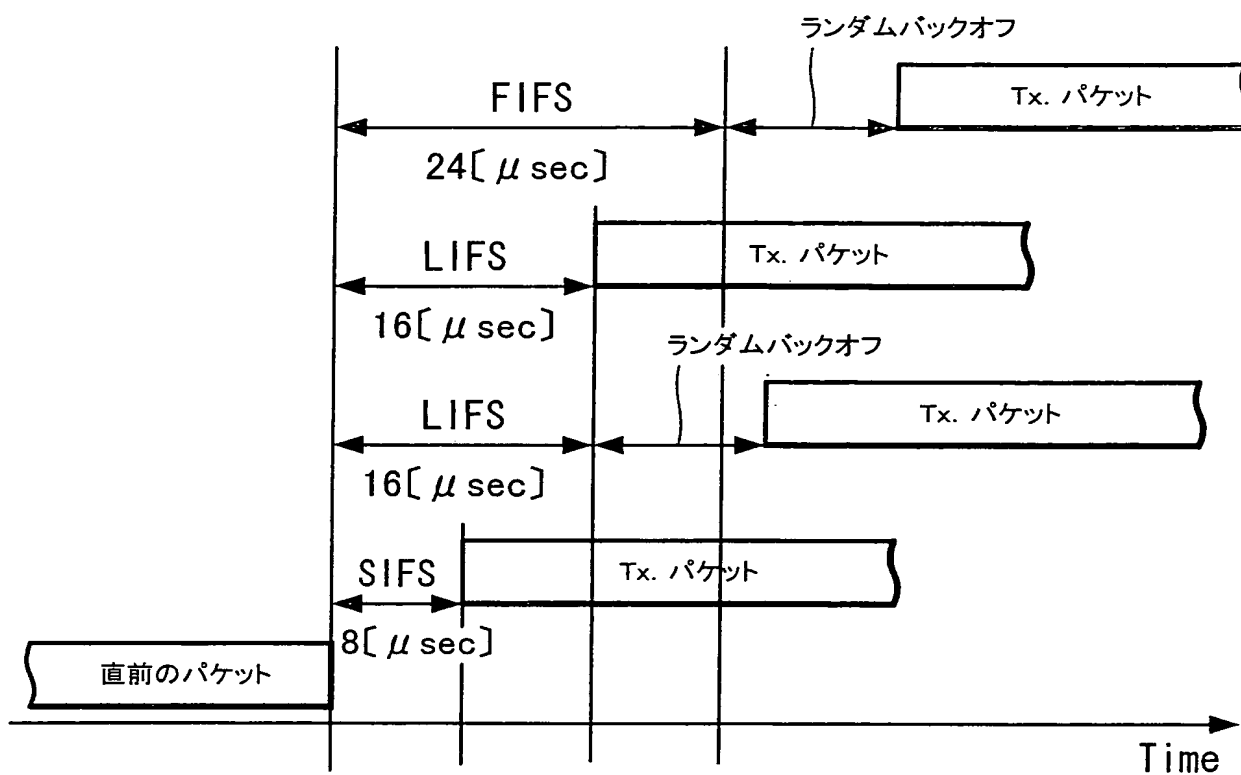 ランダムバックオフ
FIFS
Tx. パケット
24[μsec]
LIFS
Tx. パケット
16[μsec]
ランダムバックオフ
LIFS
Tx. パケット
16[μsec]
SIFS
Tx. パケット
8[μsec]
直前のパケット
Time